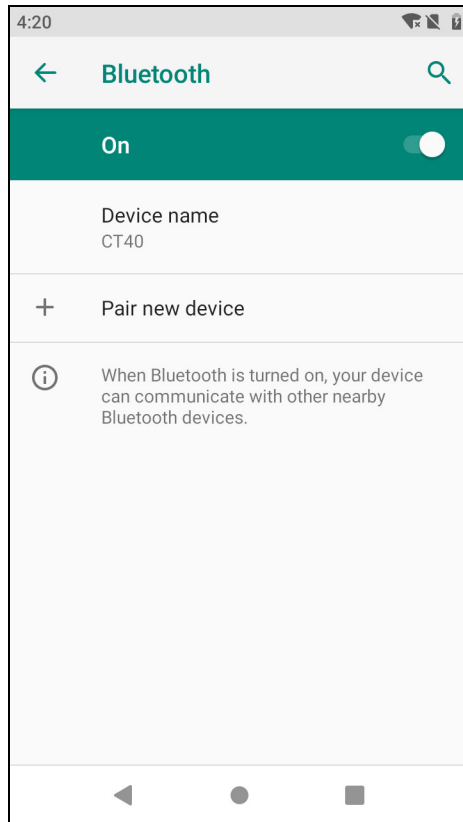 4:20
Bluetooth
On
Device name
CT40
Pair new device
When Bluetooth is turned on, your device
can communicate with other nearby
Bluetooth devices.